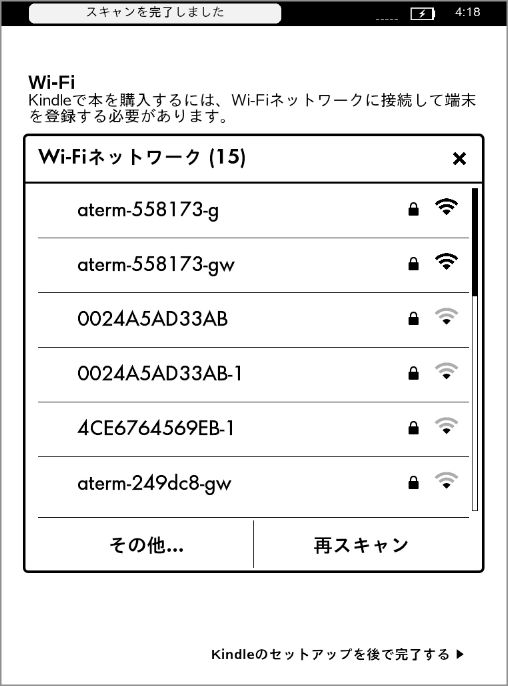 スキャンを完了しました
4:18
Wi-Fi
Kindleで本を購入するには、Wi-Fiネットワークに接続して端末
を登録する必要があります。
Wi-Fiネットワーク (15)
aterm-558173-g
aterm-558173-gw
0024A5AD33AB
0024A5AD33AB-1
4CE6764569EB-1
aterm-249dc8-gw
その他...
再スキャン
Kindleのセットアップを後で完了する